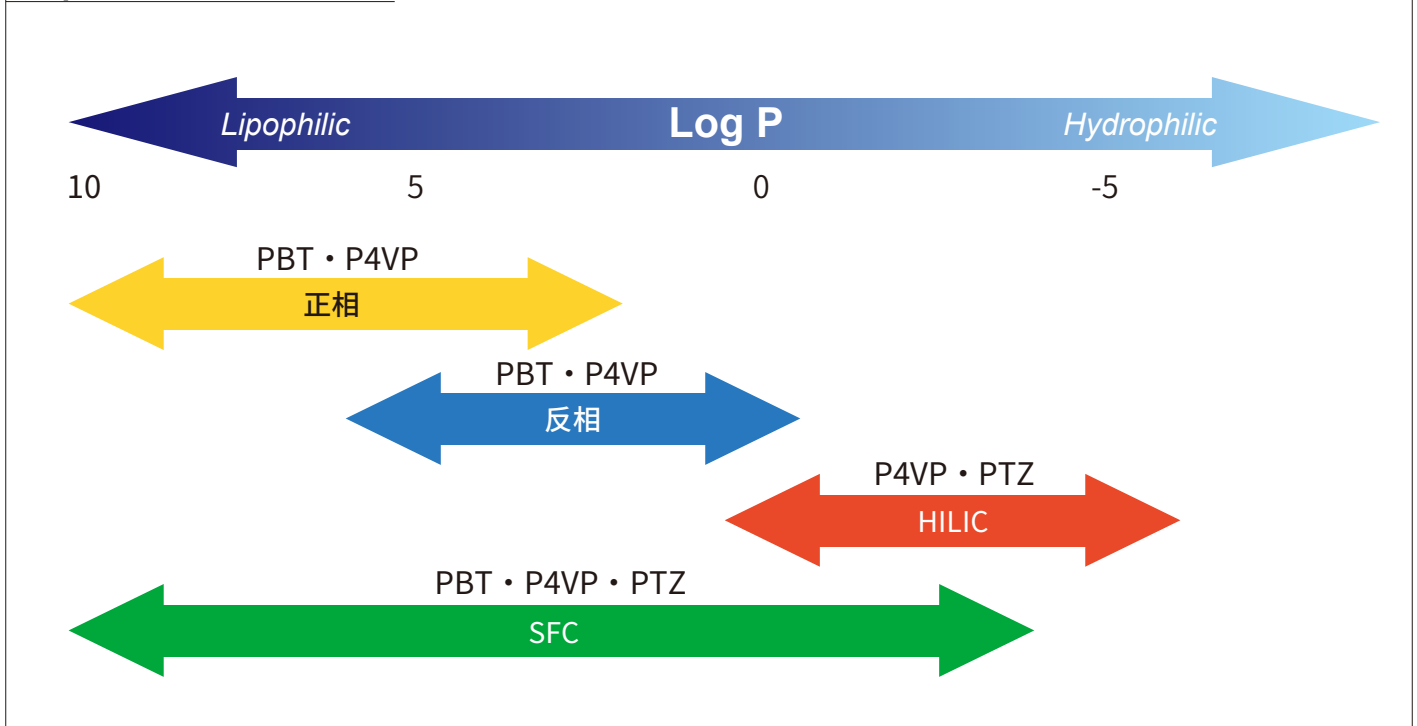 Lipophilic Log P Hydrophilic
10 5 0 -5
PBT・P4VP
正相
PBT・P4VP
反相
P4VP・PTZ
HILIC
PBT・P4VP・PTZ
SFC